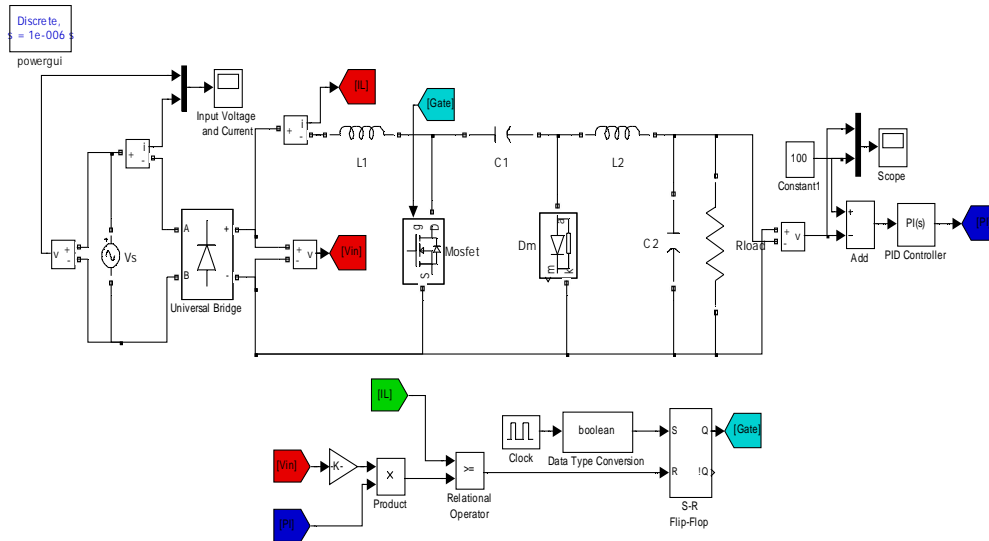 Discrete,
s = 1e-006 s
powergui
[IL]
[Gate]
Input Voltage
and Current
i
+
-
i
+
-
L1
C1
L2
100
Constant1
Scope
A
B
+
-
v
+
-
Vs
Universal Bridge
v
+
-
[Vin]
g
D
S
Mosfet
Dm
a
k
m
C2
Rload
v
+
-
+
-
Add
PI(s)
PID Controller
[IL]
Clock
boolean
Data Type Conversion
S
Q
R
!Q
[Gate]
S-R
Flip-Flop
[Vin]
-K-
X
Product
>=
Relational
Operator
[PI]